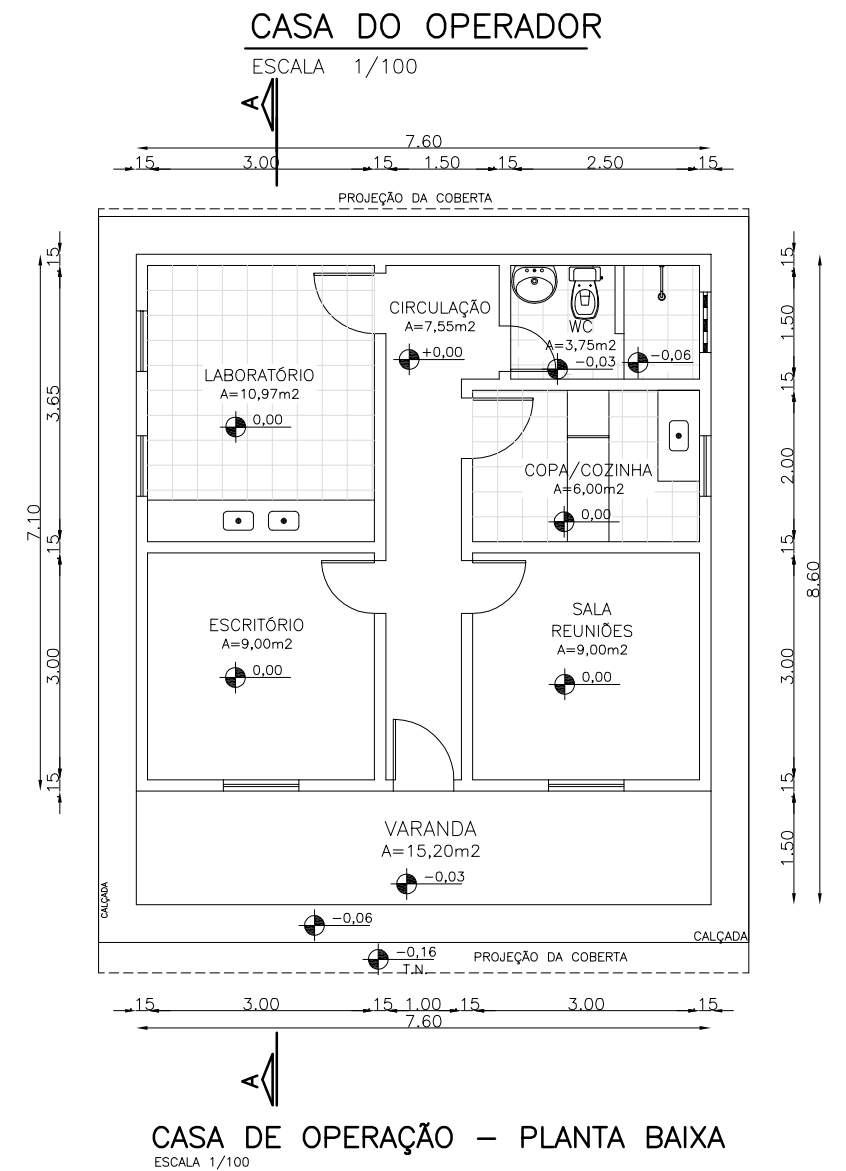 CASA DO OPERADOR
ESCALA 1/100
A
7.60
.15 3.00 .15 1.50 .15 2.50 .15
PROJEÇÃO DA COBERTA
.15
.15
CIRCULAÇÃO
A=7,55m2
+0,00
WC
A=3,75m2
-0,03
-0,06
1.50
LABORATÓRIO
A=10,97m2
0,00
.15
3.65
COPA/COZINHA
A=6,00m2
0,00
2.00
7.10
.15
.15
8.60
ESCRITÓRIO
A=9,00m2
0,00
SALA
REUNIÕES
A=9,00m2
0,00
3.00
3.00
.15
.15
VARANDA
A=15,20m2
-0,03
1.50
CALÇADA
-0,06
CALÇADA
-0,16
T.N.
PROJEÇÃO DA COBERTA
.15 3.00 .15 1.00 .15 3.00 .15
7.60
A
CASA DE OPERAÇÃO - PLANTA BAIXA
ESCALA 1/100